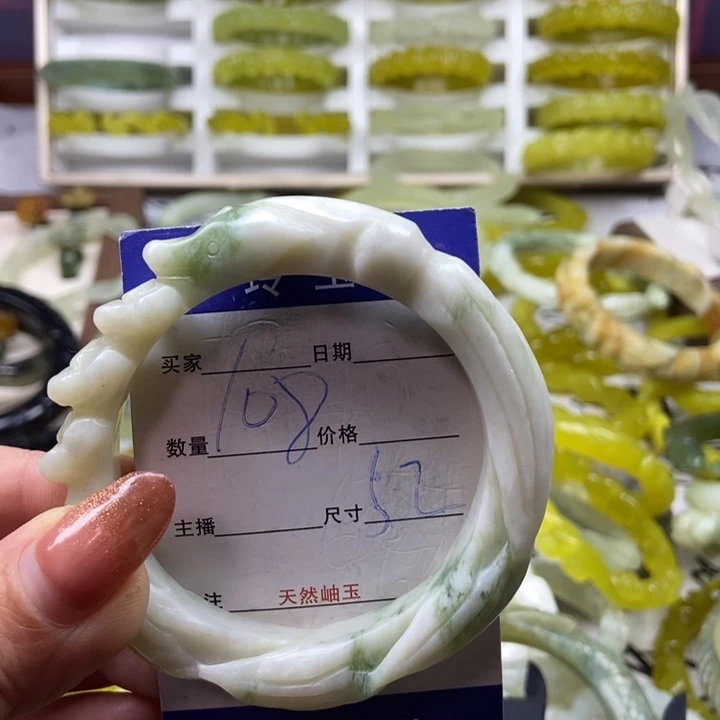 买家 日期
108
数量 价格
主播 尺寸 52
注 天然岫玉